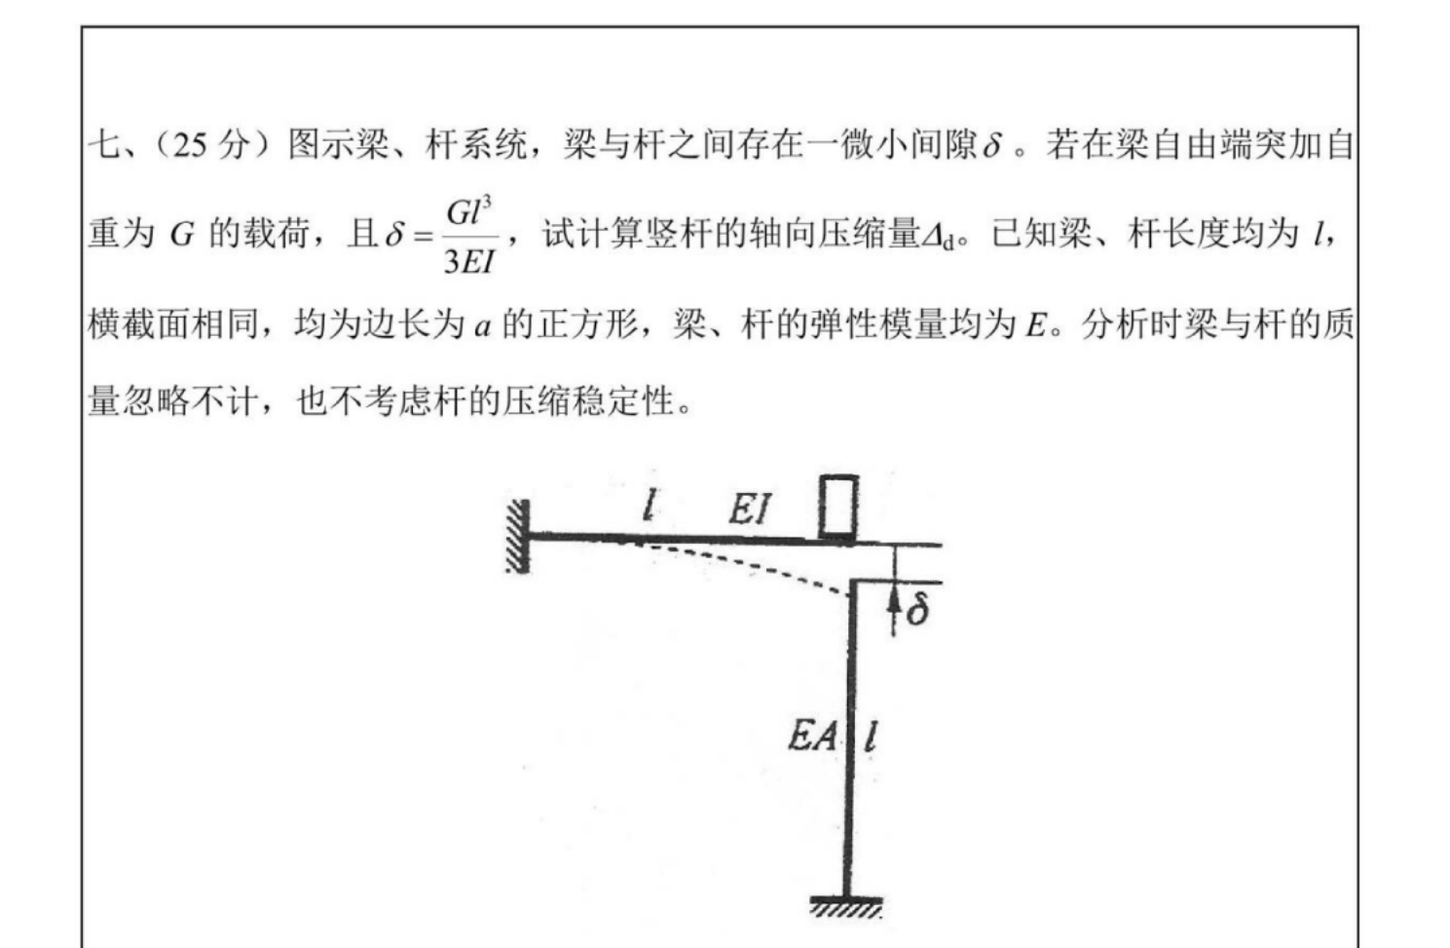 七、（25 分）图示梁、杆系统，梁与杆之间存在一微小间隙 δ 。若在梁自由端突加自
重为 G 的载荷，且 δ = Gl³/3EI ，试计算竖杆的轴向压缩量Δd。已知梁、杆长度均为 l，
横截面相同，均为边长为 a 的正方形，梁、杆的弹性模量均为 E。分析时梁与杆的质
量忽略不计，也不考虑杆的压缩稳定性。
l EI
δ
EA l